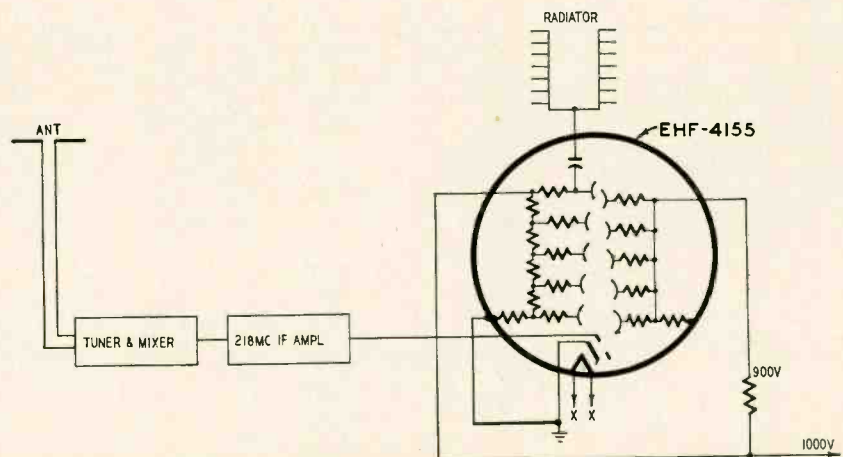 RADIATOR
EHF-4155
ANT
TUNER & MIXER
218MC IF AMPL
900V
X X
1000V